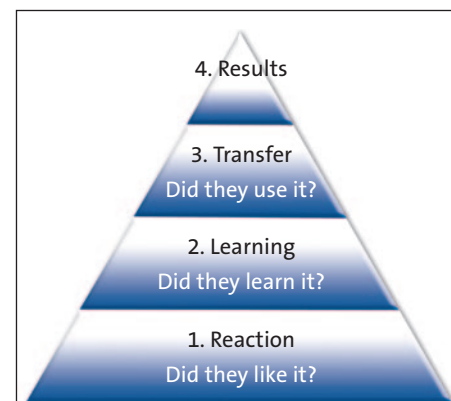 4. Results
3. Transfer
Did they use it?
2. Learning
Did they learn it?
1. Reaction
Did they like it?